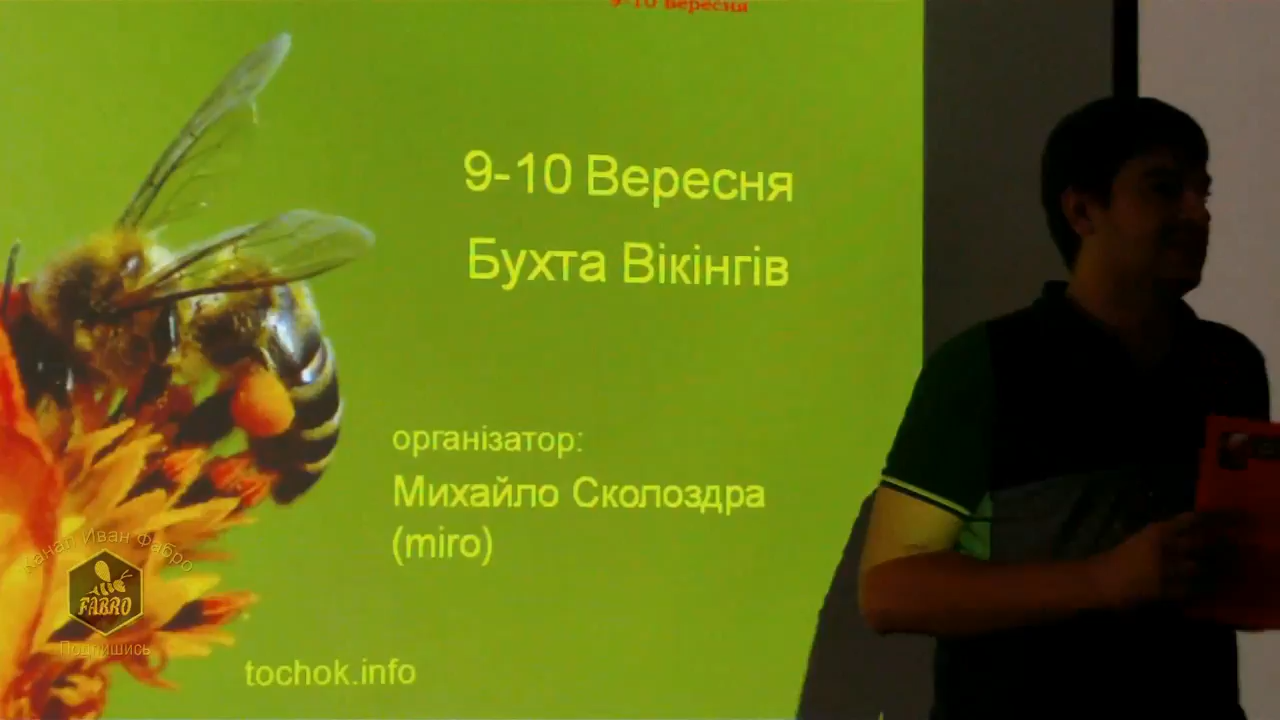 9-10 Вересня
9-10 Вересня
Бухта Вікінгів
організатор:
Михайло Сколоздра
(miro)
Канал Иван Фабро
FABRO
Подпишись
tochok.info